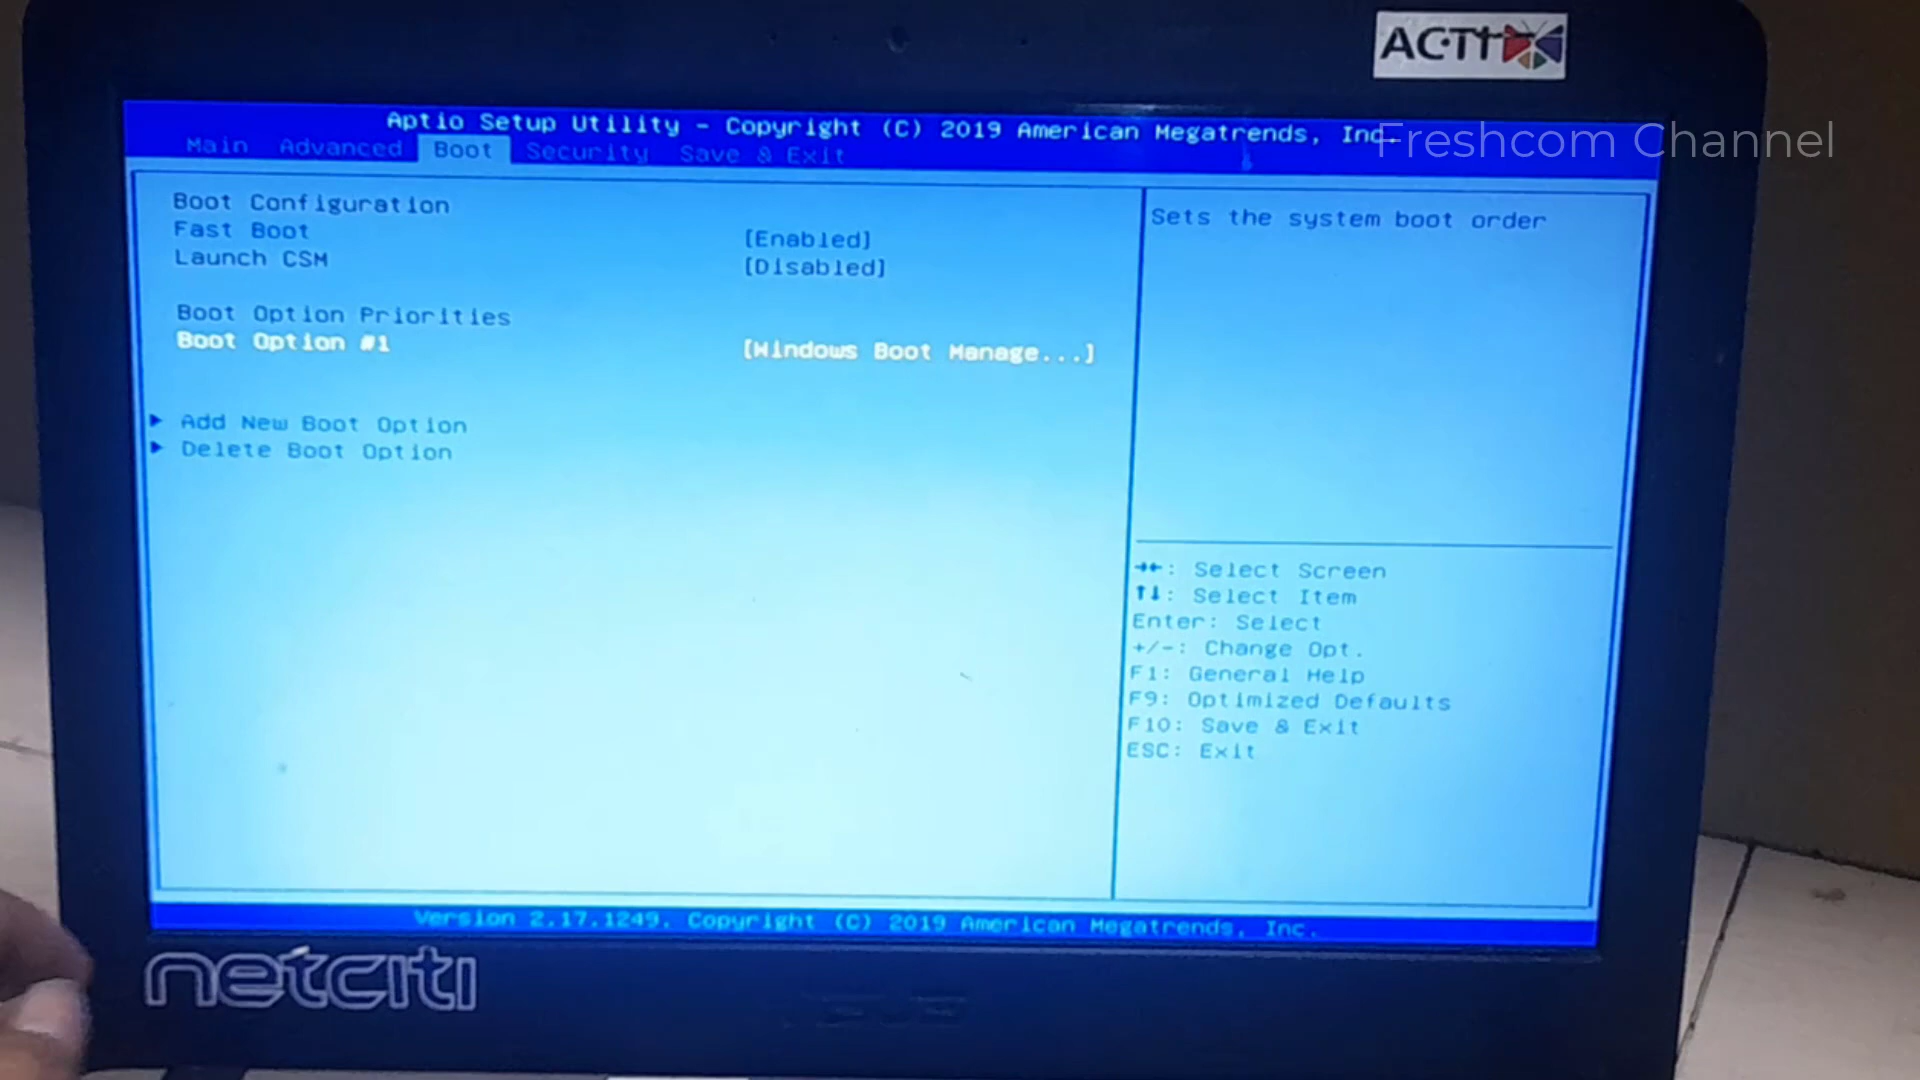 ACTI
Freshcom Channel
Aptio Setup Utility - Copyright (C) 2019 American Megatrends, Inc.
Main Advanced Boot Security Save & Exit
Boot Configuration
Fast Boot [Enabled]
Launch CSM [Disabled]
Boot Option Priorities
Boot Option #1 [Windows Boot Manage...]
▶ Add New Boot Option
▶ Delete Boot Option
Sets the system boot order
→←: Select Screen
↑↓: Select Item
Enter: Select
+/-: Change Opt.
F1: General Help
F9: Optimized Defaults
F10: Save & Exit
ESC: Exit
Version 2.17.1249. Copyright (C) 2019 American Megatrends, Inc.
netciti